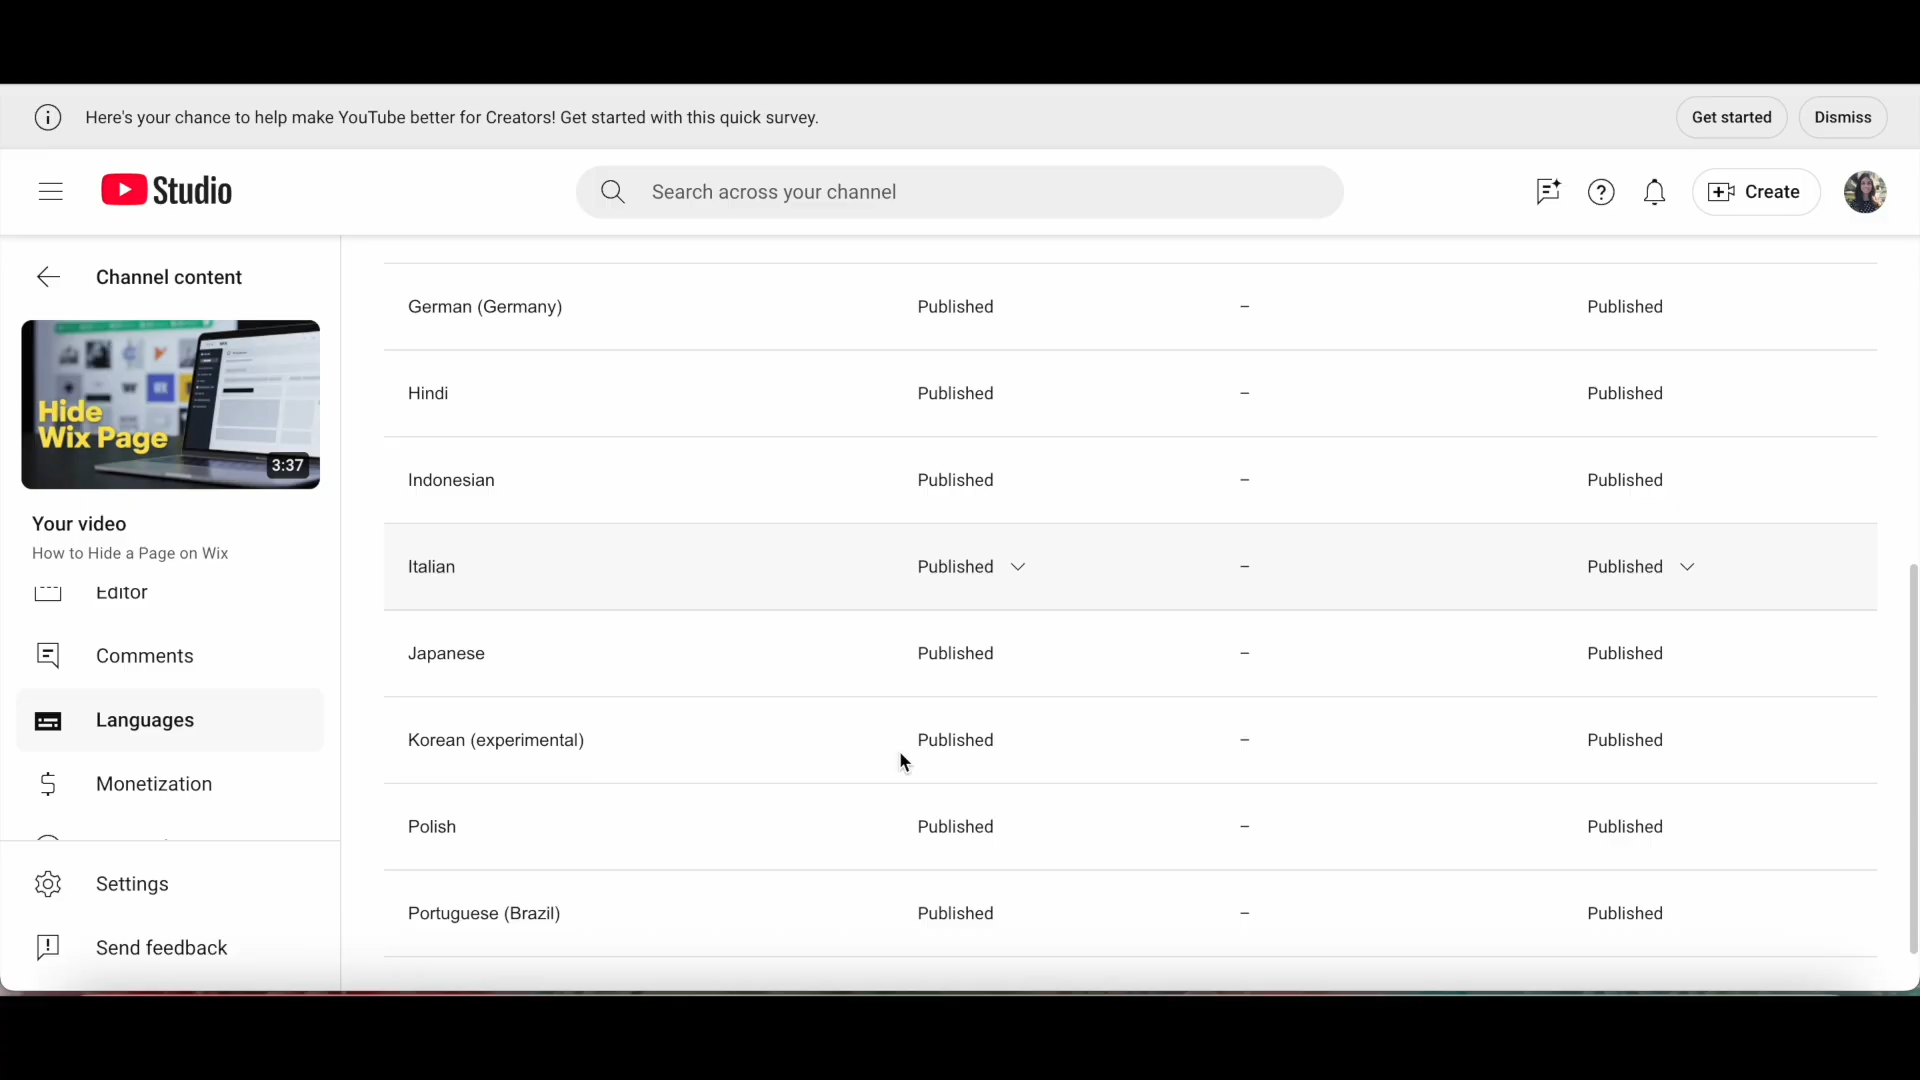 Here's your chance to help make YouTube better for Creators! Get started with this quick survey.
Get started
Dismiss
Studio
Search across your channel
Create
Channel content
Hide
Wix Page
3:37
Your video
How to Hide a Page on Wix
Editor
Comments
Languages
Monetization
Settings
Send feedback
German (Germany) Published – Published
Hindi Published – Published
Indonesian Published – Published
Italian Published – Published
Japanese Published – Published
Korean (experimental) Published – Published
Polish Published – Published
Portuguese (Brazil) Published – Published